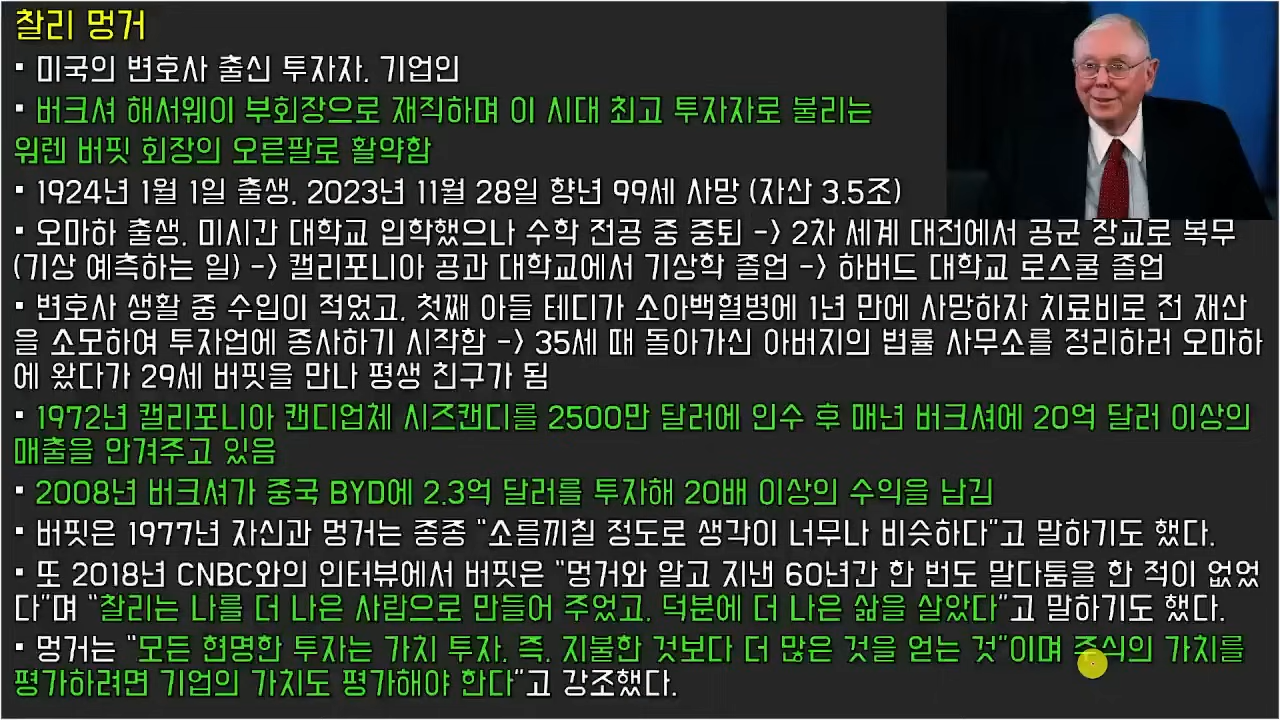 찰리 멍거
▪ 미국의 변호사 출신 투자자, 기업인
▪ 버크셔 해서웨이 부회장으로 재직하며 이 시대 최고 투자자로 불리는
워렌 버핏 회장의 오른팔로 활약함
▪ 1924년 1월 1일 출생, 2023년 11월 28일 향년 99세 사망 (자산 3.5조)
▪ 오마하 출생, 미시간 대학교 입학했으나 수학 전공 중 중퇴 -> 2차 세계 대전에서 공군 장교로 복무
(기상 예측하는 일) -> 캘리포니아 공과 대학교에서 기상학 졸업 -> 하버드 대학교 로스쿨 졸업
▪ 변호사 생활 중 수입이 적었고, 첫째 아들 테디가 소아백혈병에 1년 만에 사망하자 치료비로 전 재산
을 소모하여 투자업에 종사하기 시작함 -> 35세 때 돌아가신 아버지의 법률 사무소를 정리하러 오마하
에 왔다가 29세 버핏을 만나 평생 친구가 됨
▪ 1972년 캘리포니아 캔디업체 시즈캔디를 2500만 달러에 인수 후 매년 버크셔에 20억 달러 이상의
매출을 안겨주고 있음
▪ 2008년 버크셔가 중국 BYD에 2.3억 달러를 투자해 20배 이상의 수익을 남김
▪ 버핏은 1977년 자신과 멍거는 종종 "소름끼칠 정도로 생각이 너무나 비슷하다"고 말하기도 했다.
▪ 또 2018년 CNBC와의 인터뷰에서 버핏은 "멍거와 알고 지낸 60년간 한 번도 말다툼을 한 적이 없었
다"며 "찰리는 나를 더 나은 사람으로 만들어 주었고, 덕분에 더 나은 삶을 살았다"고 말하기도 했다.
▪ 멍거는 "모든 현명한 투자는 가치 투자, 즉, 지불한 것보다 더 많은 것을 얻는 것"이며 주식의 가치를
평가하려면 기업의 가치도 평가해야 한다"고 강조했다.